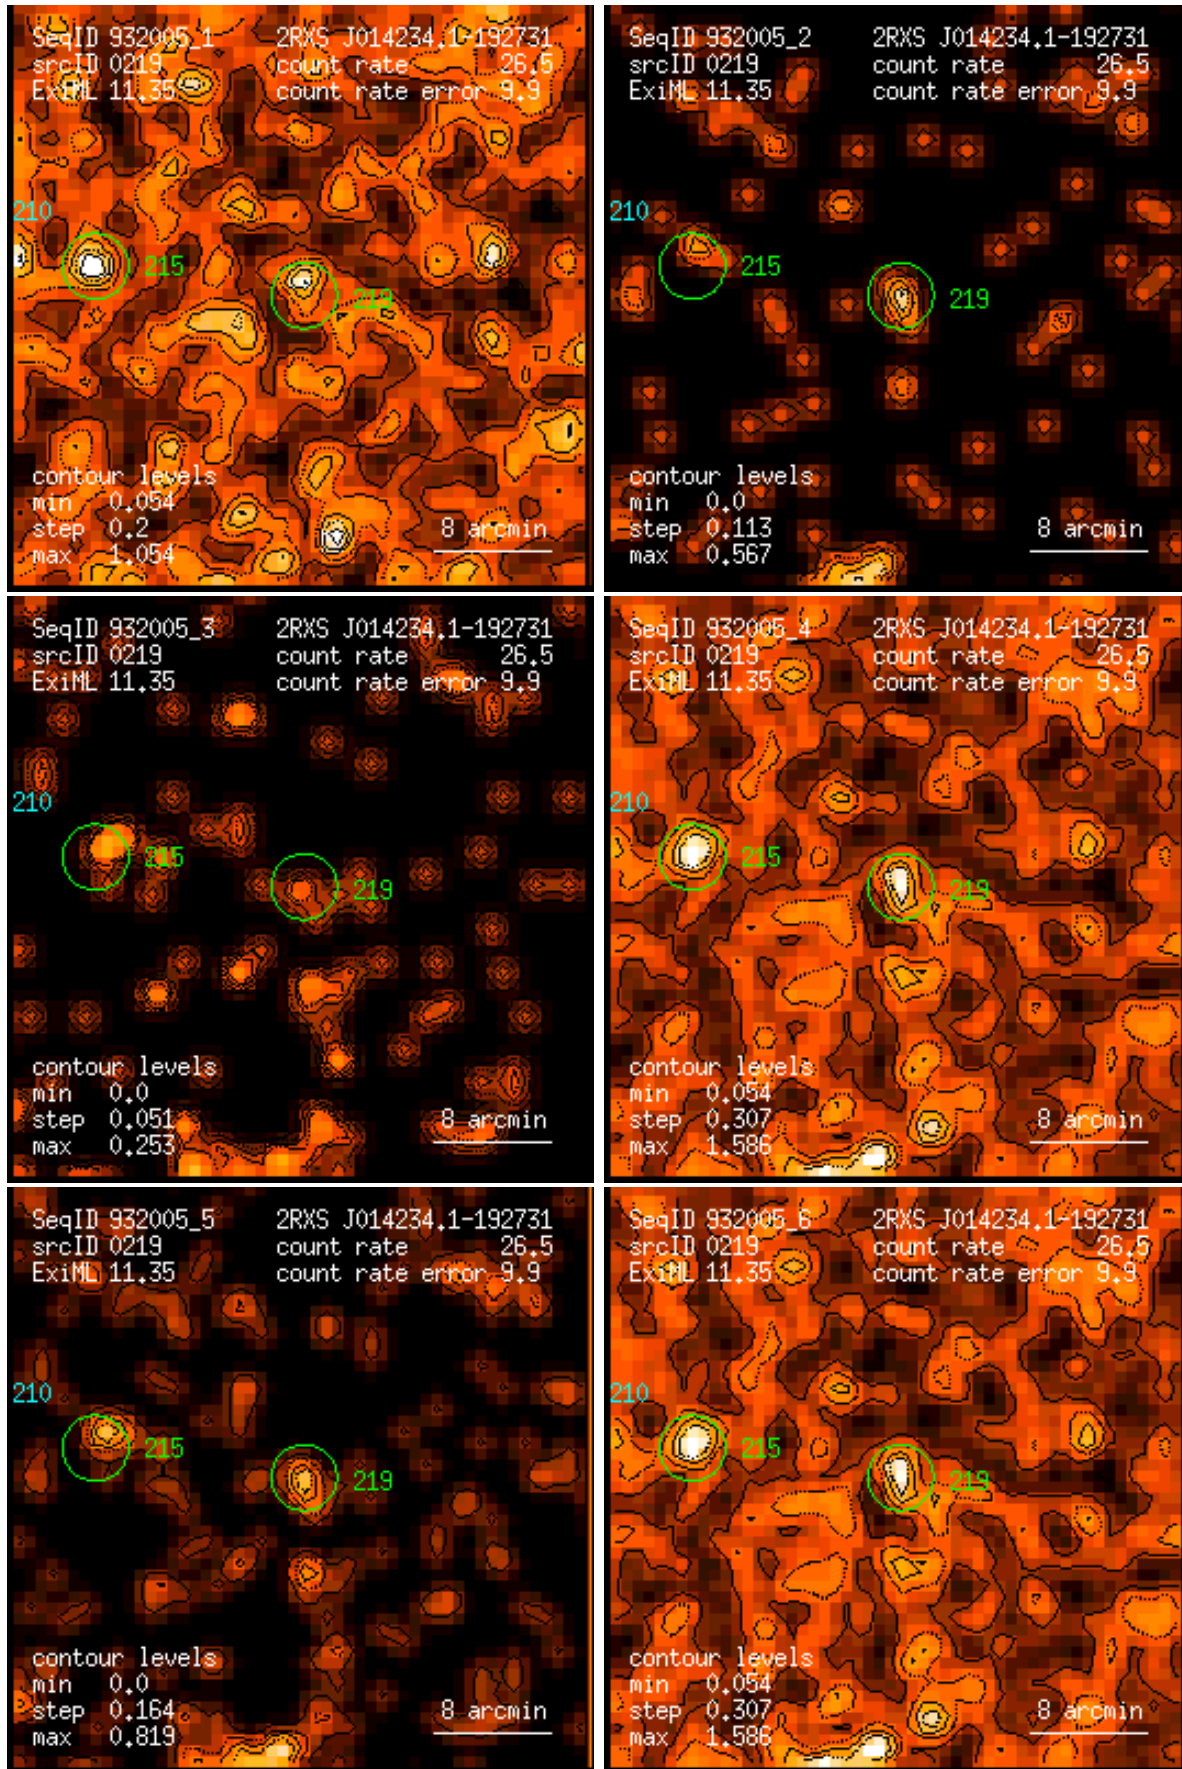 SeqID 932005_1 2RXS J014234.1-192731
srcID 0219 count rate 26.5
ExiML 11.35 count rate error 9.9
210
215
219
contour levels
min 0.054
step 0.2
max 1.054
8 arcmin
SeqID 932005_2 2RXS J014234.1-192731
srcID 0219 count rate 26.5
ExiML 11.35 count rate error 9.9
210
215
219
contour levels
min 0.0
step 0.113
max 0.567
8 arcmin
SeqID 932005_3 2RXS J014234.1-192731
srcID 0219 count rate 26.5
ExiML 11.35 count rate error 9.9
210
215
219
contour levels
min 0.0
step 0.051
max 0.253
8 arcmin
SeqID 932005_4 2RXS J014234.1-192731
srcID 0219 count rate 26.5
ExiML 11.35 count rate error 9.9
210
215
219
contour levels
min 0.054
step 0.307
max 1.586
8 arcmin
SeqID 932005_5 2RXS J014234.1-192731
srcID 0219 count rate 26.5
ExiML 11.35 count rate error 9.9
210
215
219
contour levels
min 0.0
step 0.164
max 0.819
8 arcmin
SeqID 932005_6 2RXS J014234.1-192731
srcID 0219 count rate 26.5
ExiML 11.35 count rate error 9.9
210
215
219
contour levels
min 0.054
step 0.307
max 1.586
8 arcmin